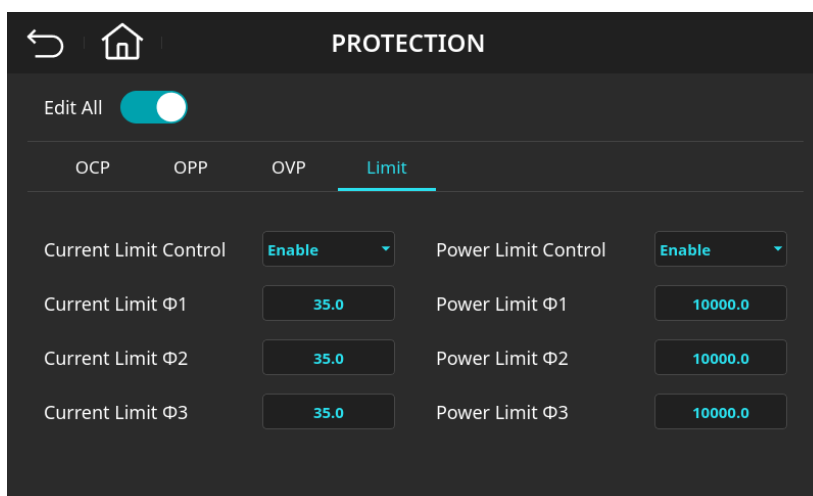 PROTECTION
Edit All
OCP OPP OVP Limit
Current Limit Control Enable Power Limit Control Enable
Current Limit Φ1 35.0 Power Limit Φ1 10000.0
Current Limit Φ2 35.0 Power Limit Φ2 10000.0
Current Limit Φ3 35.0 Power Limit Φ3 10000.0